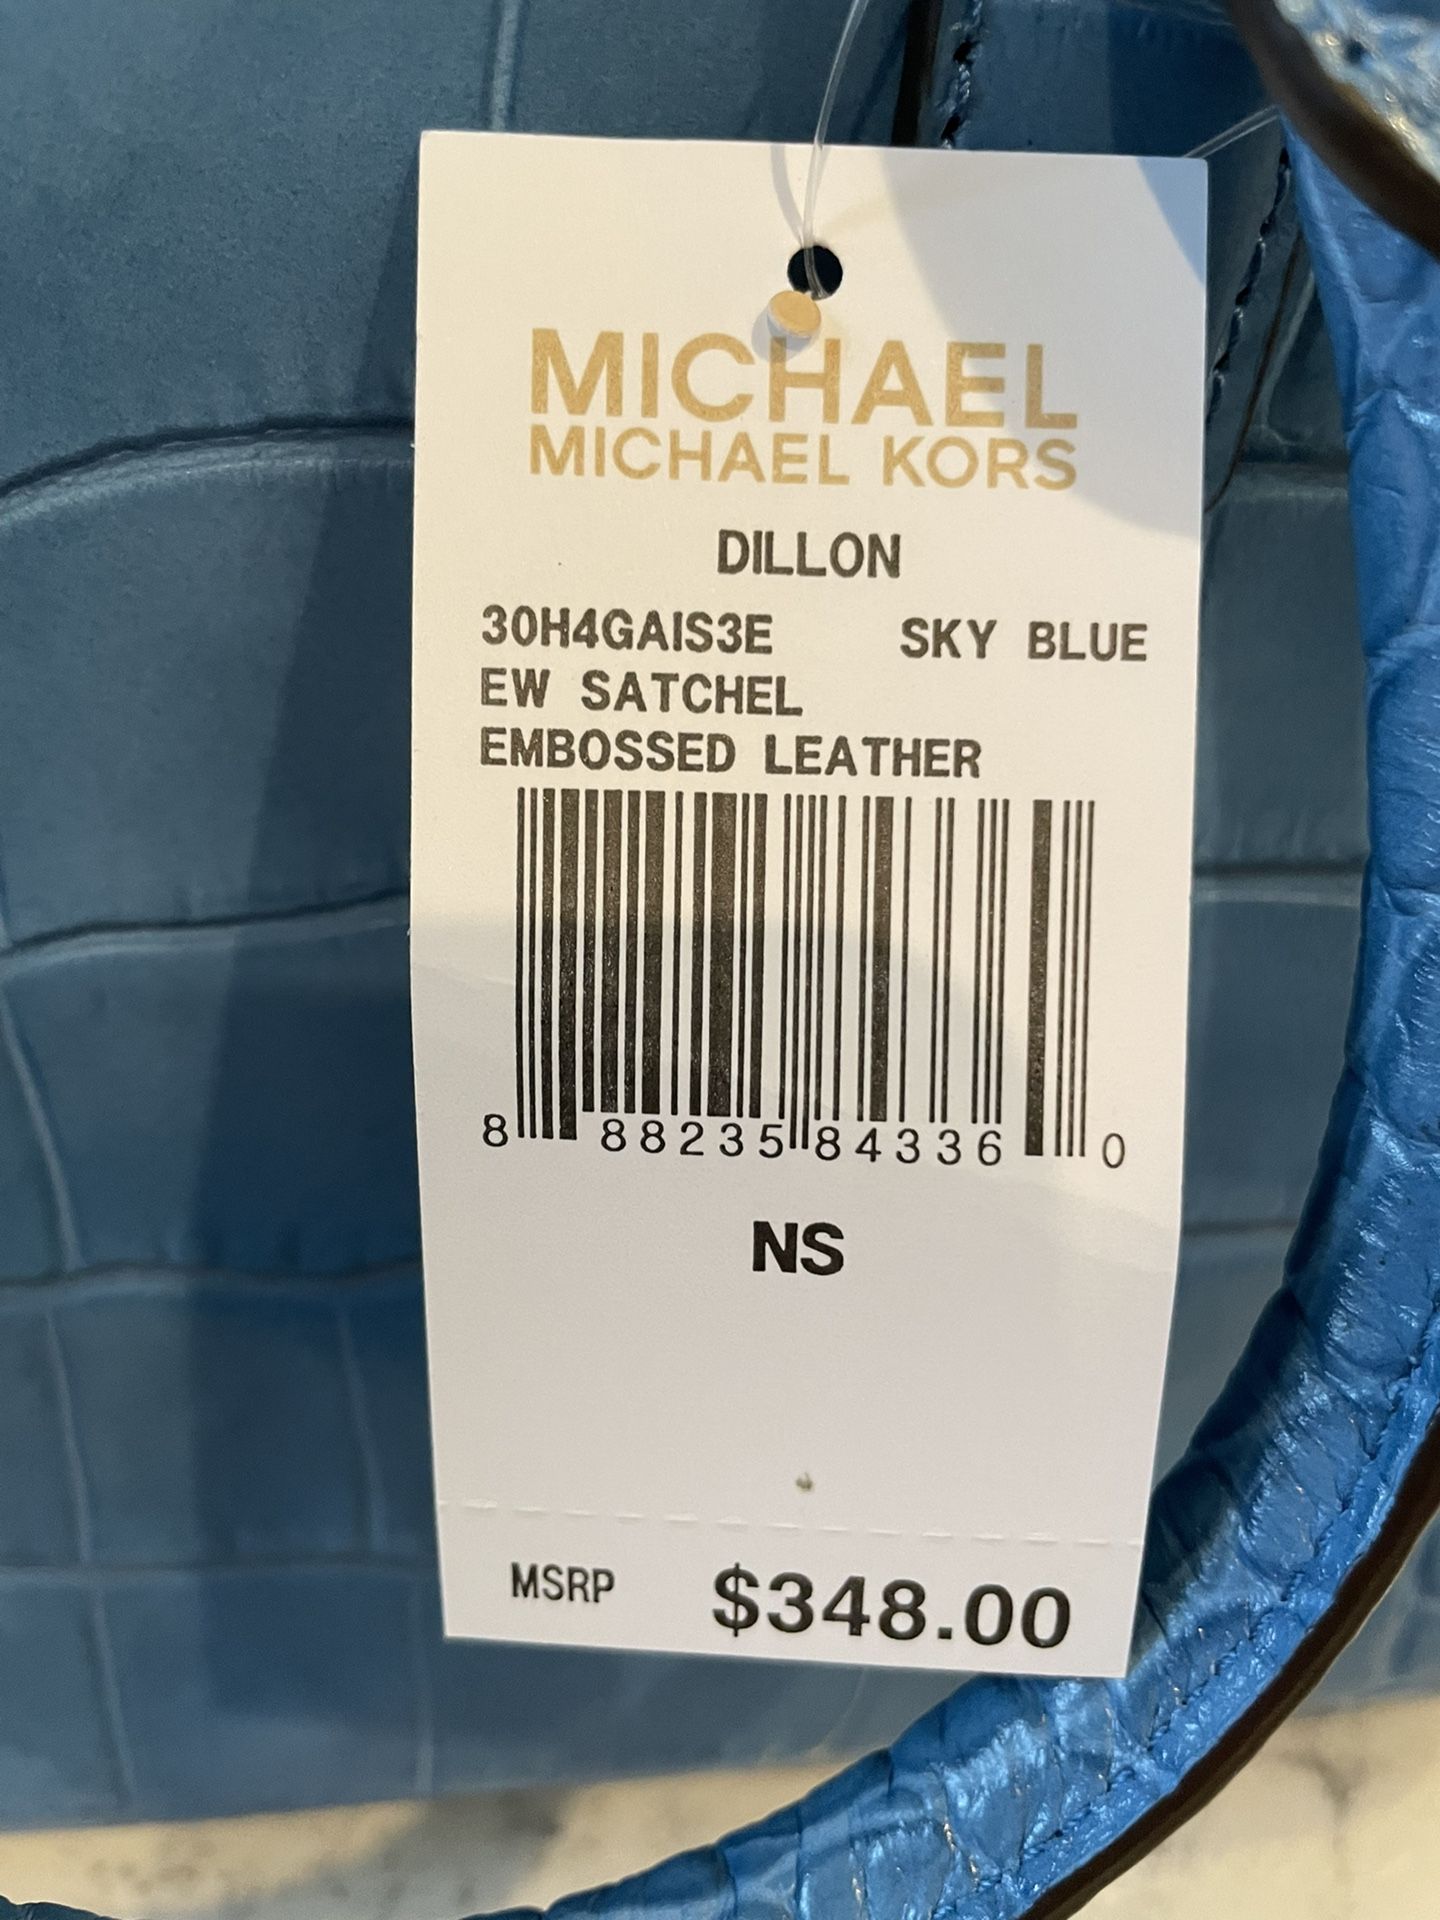 MICHAEL
MICHAEL KORS
DILLON
30H4GAIS3E SKY BLUE
EW SATCHEL
EMBOSSED LEATHER
8 88235 84336 0
NS
MSRP $348.00